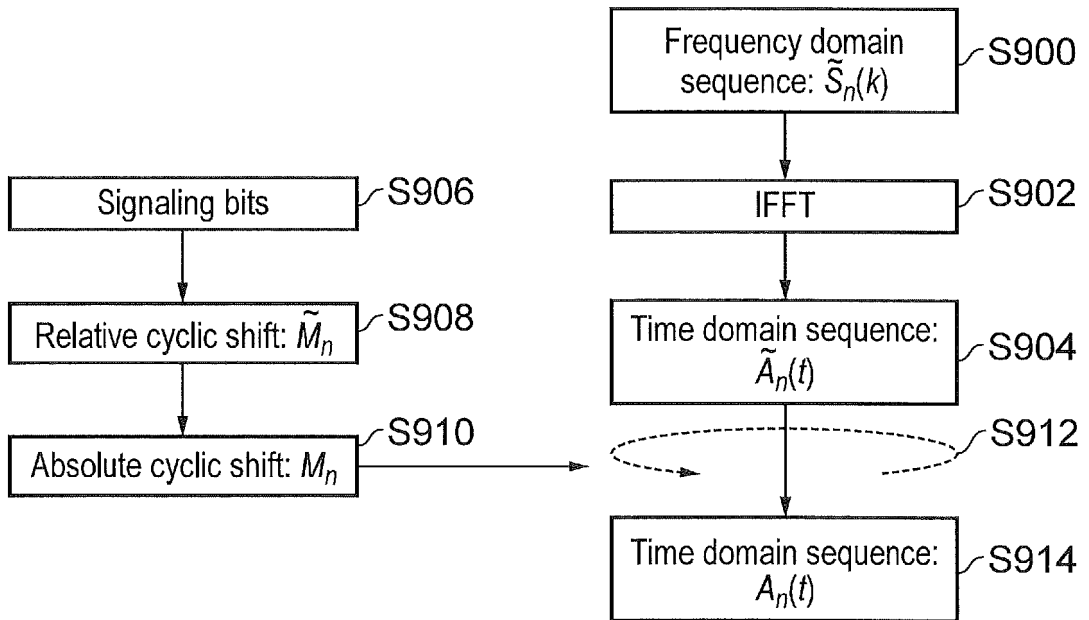 Frequency domain
sequence: S̃n(k)
S900
IFFT
S902
Signaling bits
S906
Relative cyclic shift: M̃n
S908
Time domain sequence:
Ãn(t)
S904
Absolute cyclic shift: Mn
S910
S912
Time domain sequence:
An(t)
S914